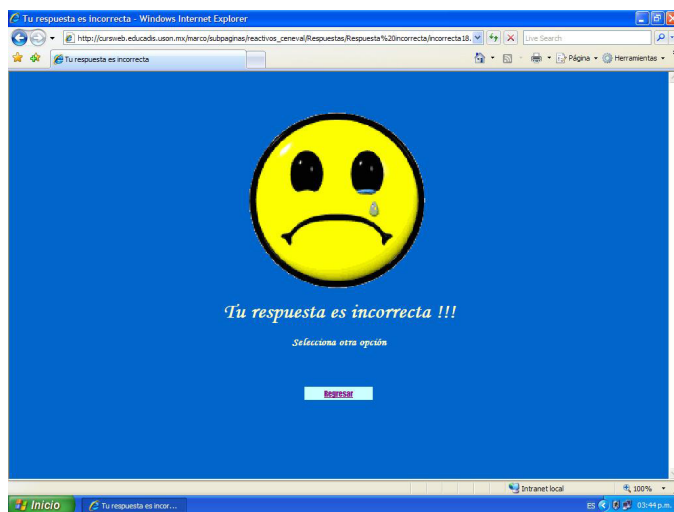 Tu respuesta es incorrecta - Windows Internet Explorer
http://cursweb.educadis.uson.mx/marco/subpaginas/reactivos_ceneval/Respuestas/Respuesta%20incorrecta/incorrecta18.
Live Search
Tu respuesta es incorrecta
Página
Herramientas
Tu respuesta es incorrecta !!!
Selecciona otra opción
Regresar
Intranet local
100%
Inicio
Tu respuesta es incor...
ES
03:44 p.m.